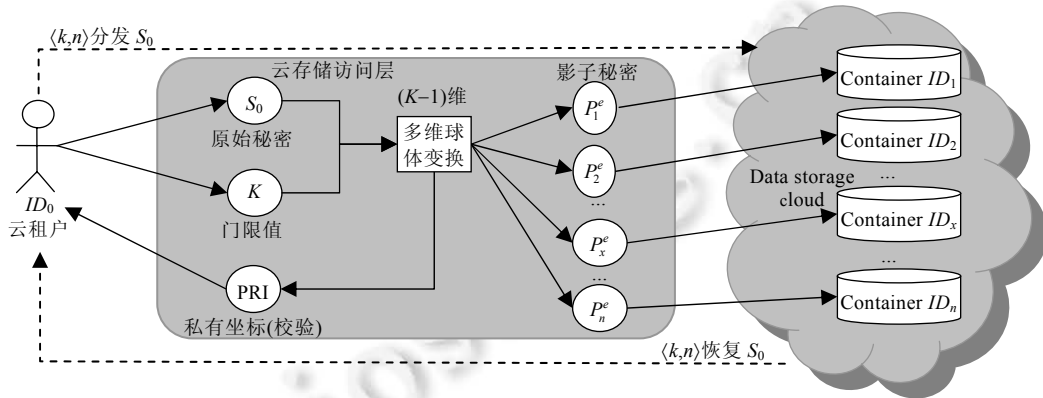 ⟨k,n⟩分发 S₀
云存储访问层
影子秘密
(K−1)维
S₀
原始秘密
多维球
体变换
K
门限值
ID₀
云租户
PRI
私有坐标(校验)
P₁ᵉ
P₂ᵉ
...
Pₓᵉ
...
Pₙᵉ
Container ID₁
Container ID₂
...
Data storage
cloud
Container IDₓ
...
Container IDₙ
⟨k,n⟩恢复 S₀